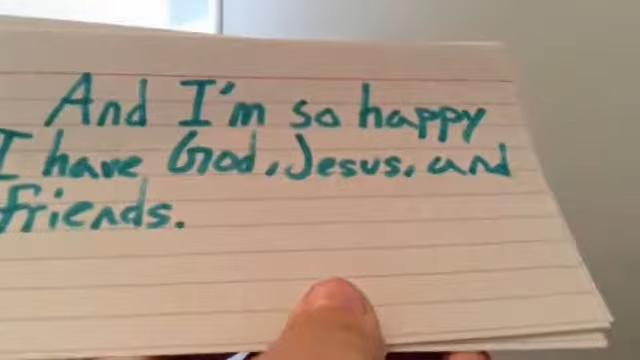 And I'm so happy
I have God, Jesus, and
friends.